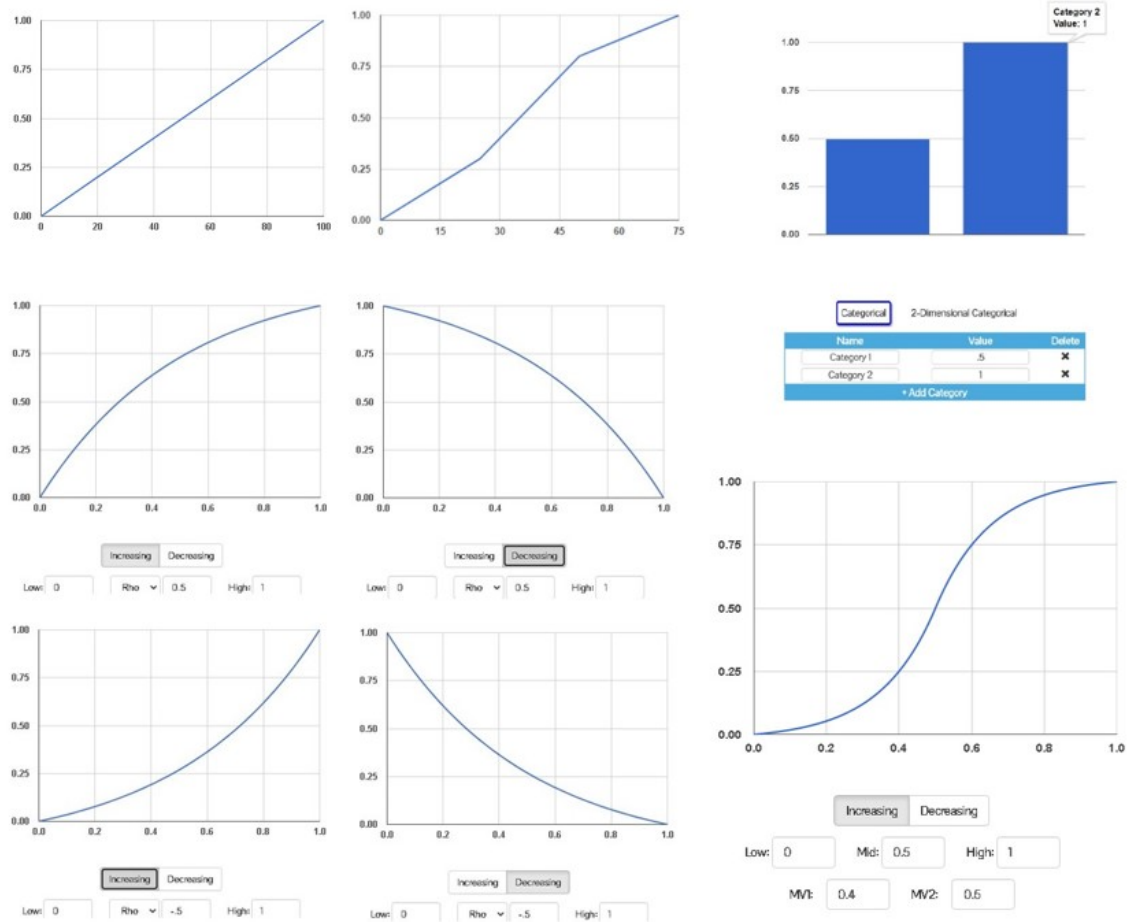 1.00
0.75
0.50
0.25
0.00
0 20 40 60 80 100
1.00
0.75
0.50
0.25
0.00
0 15 30 45 60 75
Category 2
Value: 1
1.00
0.75
0.50
0.25
0.00
1.00
0.75
0.50
0.25
0.00
0.0 0.2 0.4 0.6 0.8 1.0
Increasing Decreasing
Low: 0 Rho 0.5 High: 1
1.00
0.75
0.50
0.25
0.00
0.0 0.2 0.4 0.6 0.8 1.0
Increasing Decreasing
Low: 0 Rho 0.5 High: 1
Categorical 2-Dimensional Categorical
Name Value Delete
Category 1 .5 ✖
Category 2 1 ✖
+ Add Category
1.00
0.75
0.50
0.25
0.00
0.0 0.2 0.4 0.6 0.8 1.0
Increasing Decreasing
Low: 0 Rho -.5 High: 1
1.00
0.75
0.50
0.25
0.00
0.0 0.2 0.4 0.6 0.8 1.0
Increasing Decreasing
Low: 0 Rho -.5 High: 1
1.00
0.75
0.50
0.25
0.00
0.0 0.2 0.4 0.6 0.8 1.0
Increasing Decreasing
Low: 0 Mid: 0.5 High: 1
MV1: 0.4 MV2: 0.6